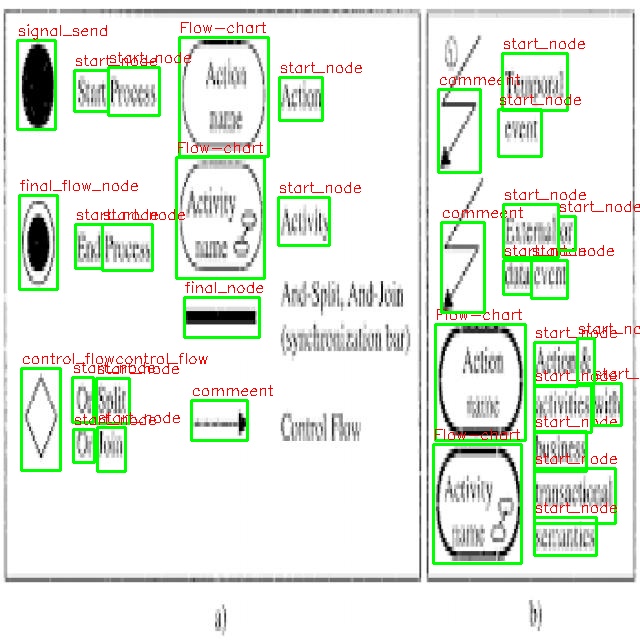 signal_send
start_node
start_node
Start Process
Flow-chart
Action
name
start_node
Action
Flow-chart
Activity
name
start_node
Activity
final_flow_node
start_node
start_node
End Process
final_node
And-Split, And-Join
(synchronization bar)
control_flow
control_flow
start_node
start_node
Or Split
start_node
start_node
Or Join
commeent
Control Flow
a)
commeent
start_node
Temporal
start_node
event
commeent
start_node
start_node
External or
start_node
start_node
data event
Flow-chart
Action
name
start_node
Action &
start_node
activities with
start_node
business
start_node
transactional
start_node
semantics
Flow-chart
Activity
name
b)